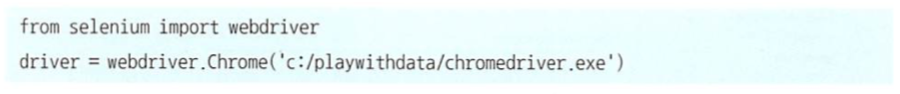 from selenium import webdriver
driver = webdriver.Chrome('c:/playwithdata/chromedriver.exe')